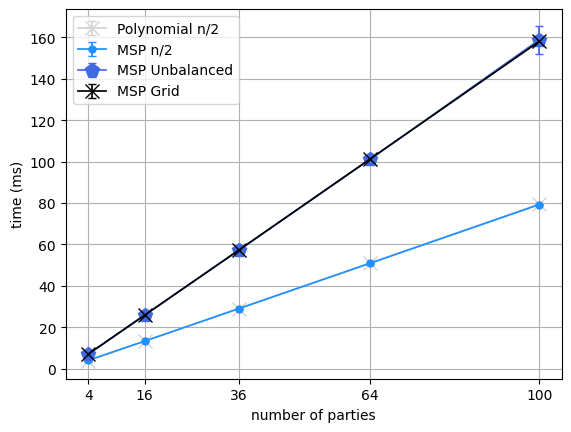 Polynomial n/2
MSP n/2
MSP Unbalanced
MSP Grid
160
140
120
100
80
60
40
20
0
time (ms)
4 16 36 64 100
number of parties